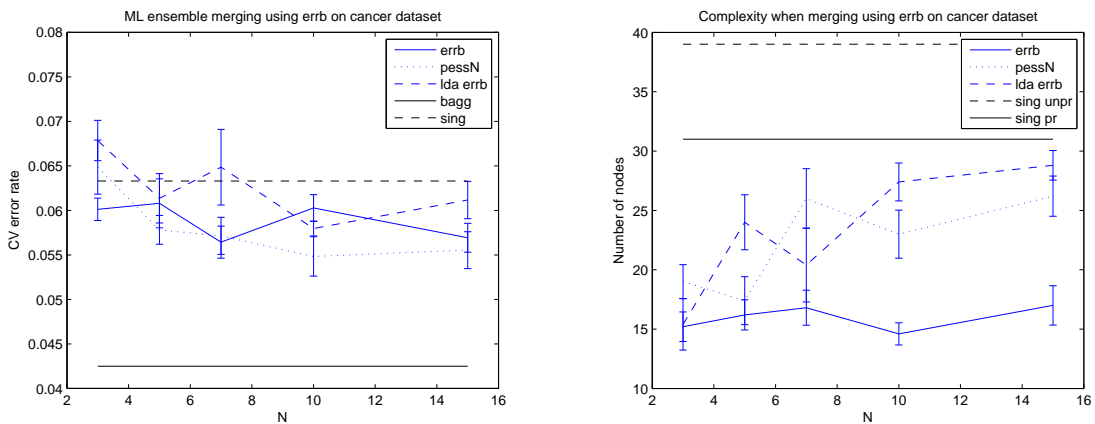 ML ensemble merging using errb on cancer dataset
0.08
0.075
0.07
0.065
0.06
0.055
0.05
0.045
0.04
2 4 6 8 10 12 14 16
N
CV error rate
errb
pessN
lda errb
bagg
sing
Complexity when merging using errb on cancer dataset
40
35
30
25
20
15
10
2 4 6 8 10 12 14 16
N
Number of nodes
errb
pessN
lda errb
sing unpr
sing pr